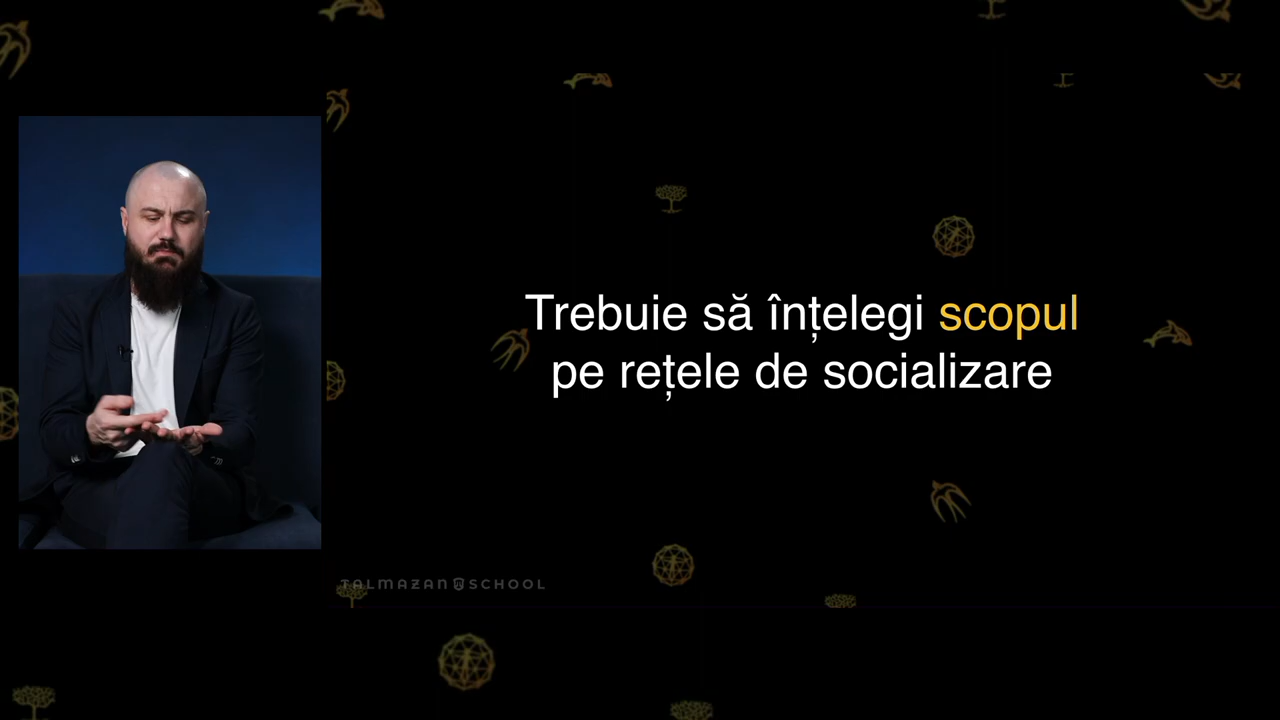 Trebuie să înțelegi scopul
pe rețele de socializare
TALMAZAN SCHOOL